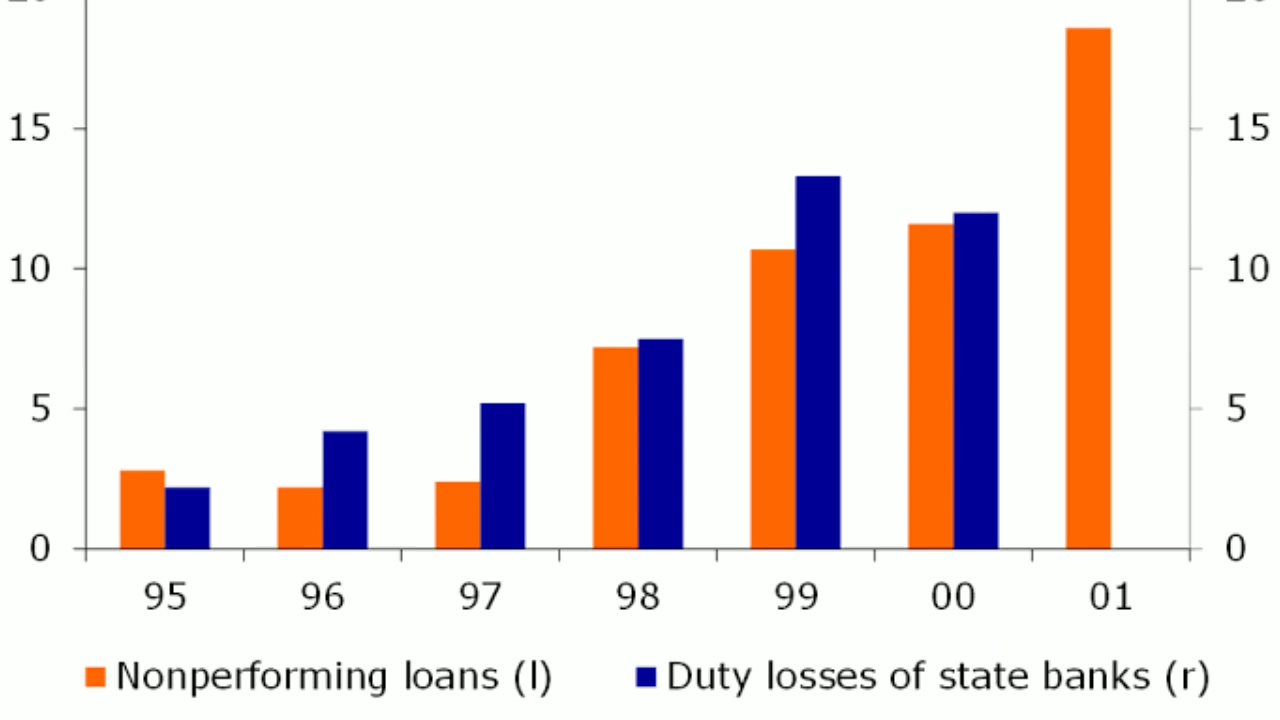 15 15
10 10
5 5
0 0
95 96 97 98 99 00 01
Nonperforming loans (l) Duty losses of state banks (r)